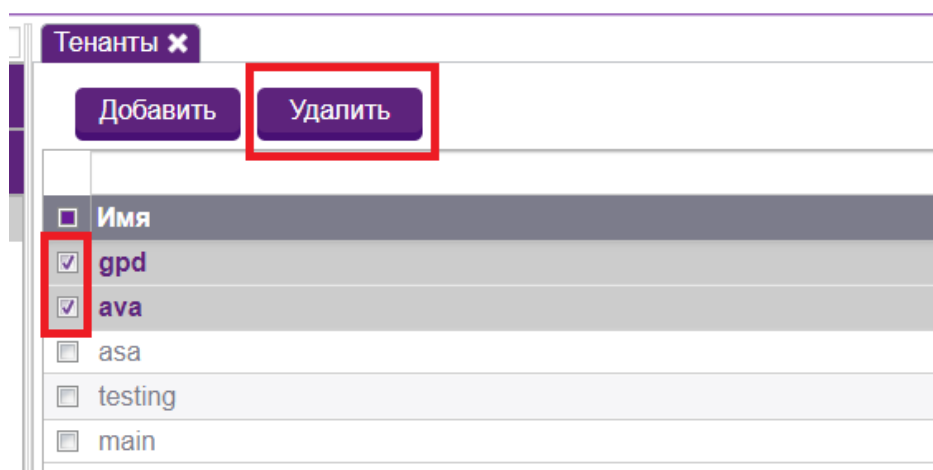 Тенанты
Добавить Удалить
Имя
gpd
ava
asa
testing
main